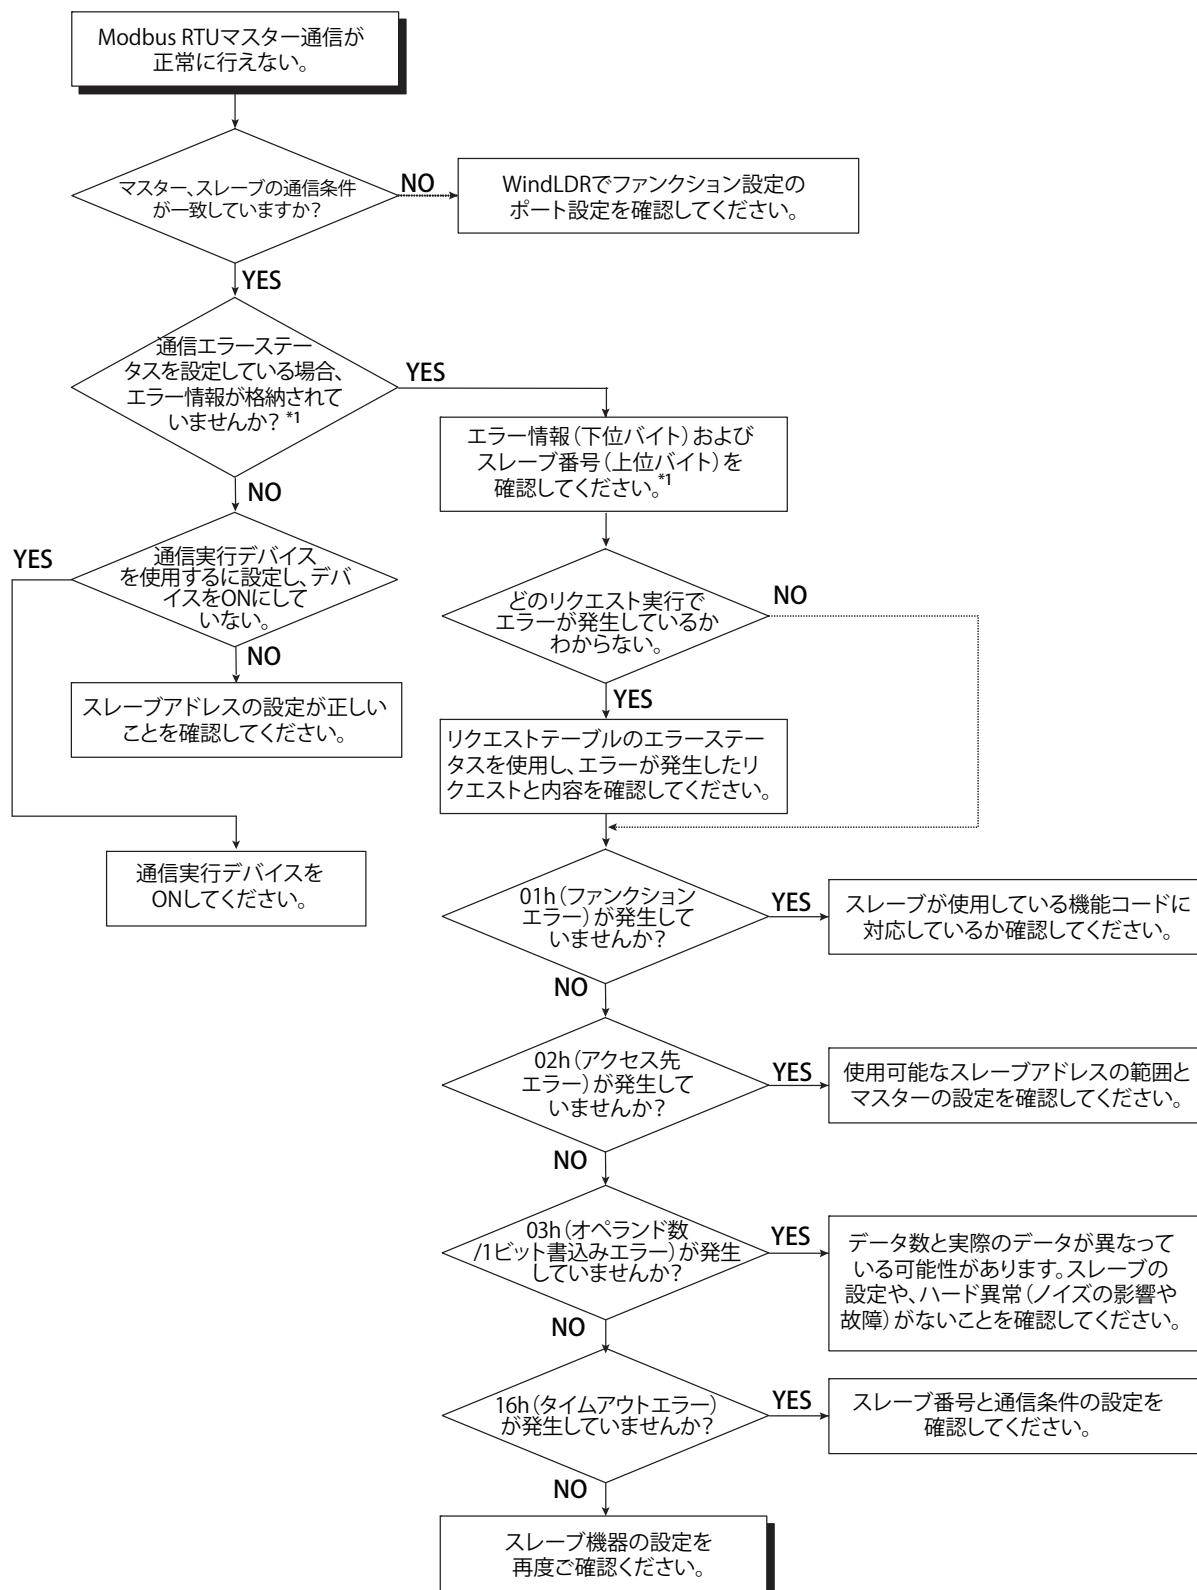 Modbus RTUマスター通信が
正常に行えない。
マスター、スレーブの通信条件
が一致していますか？
NO
WindLDRでファンクション設定の
ポート設定を確認してください。
YES
通信エラーステー
タスを設定している場合、
エラー情報が格納されて
いませんか？ *1
YES
エラー情報（下位バイト）および
スレーブ番号（上位バイト）を
確認してください。*1
NO
YES
通信実行デバイス
を使用するに設定し、デバ
イスをONにして
いない。
どのリクエスト実行で
エラーが発生しているか
わからない。
NO
NO
スレーブアドレスの設定が正しい
ことを確認してください。
YES
リクエストテーブルのエラーステー
タスを使用し、エラーが発生したリ
クエストと内容を確認してください。
通信実行デバイスを
ONしてください。
01h（ファンクション
エラー）が発生して
いませんか？
YES
スレーブが使用している機能コードに
対応しているか確認してください。
NO
02h（アクセス先
エラー）が発生して
いませんか？
YES
使用可能なスレーブアドレスの範囲と
マスターの設定を確認してください。
NO
03h（オペランド数
/1ビット書込みエラー）が発生
していませんか？
YES
データ数と実際のデータが異なって
いる可能性があります。スレーブの
設定や、ハード異常（ノイズの影響や
故障）がないことを確認してください。
NO
16h（タイムアウトエラー）
が発生していませんか？
YES
スレーブ番号と通信条件の設定を
確認してください。
NO
スレーブ機器の設定を
再度ご確認ください。